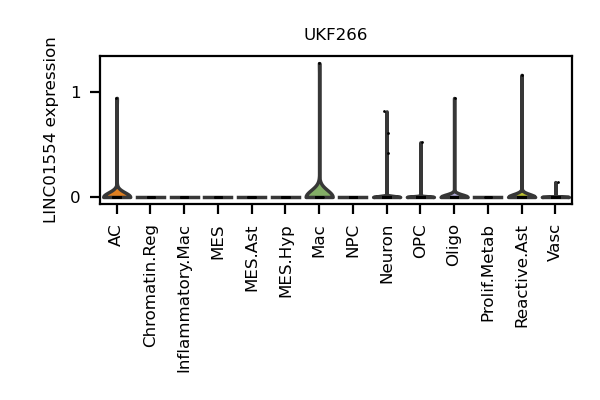 UKF266
LINC01554 expression
1
0
AC
Chromatin.Reg
Inflammatory.Mac
MES
MES.Ast
MES.Hyp
Mac
NPC
Neuron
OPC
Oligo
Prolif.Metab
Reactive.Ast
Vasc